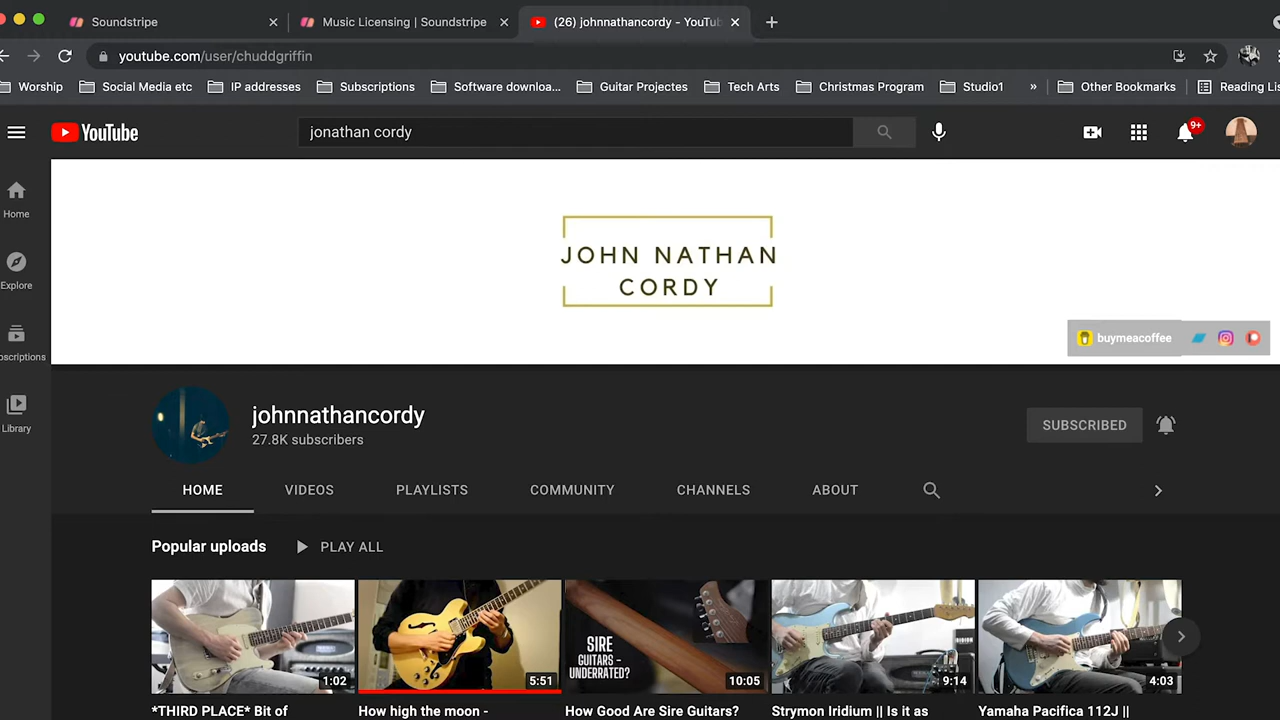 Soundstripe
Music Licensing | Soundstripe
(26) johnnathancordy - YouTub
youtube.com/user/chuddgriffin
Worship
Social Media etc
IP addresses
Subscriptions
Software downloa...
Guitar Projectes
Tech Arts
Christmas Program
Studio1
»
Other Bookmarks
Reading Lis
YouTube
jonathan cordy
9+
Home
Explore
bscriptions
Library
JOHN NATHAN
CORDY
buymeacoffee
johnnathancordy
27.8K subscribers
SUBSCRIBED
HOME
VIDEOS
PLAYLISTS
COMMUNITY
CHANNELS
ABOUT
Popular uploads
PLAY ALL
1:02
5:51
SIRE
GUITARS -
UNDERRATED?
10:05
9:14
4:03
*THIRD PLACE* Bit of
How high the moon -
How Good Are Sire Guitars?
Strymon Iridium || Is it as
Yamaha Pacifica 112J ||